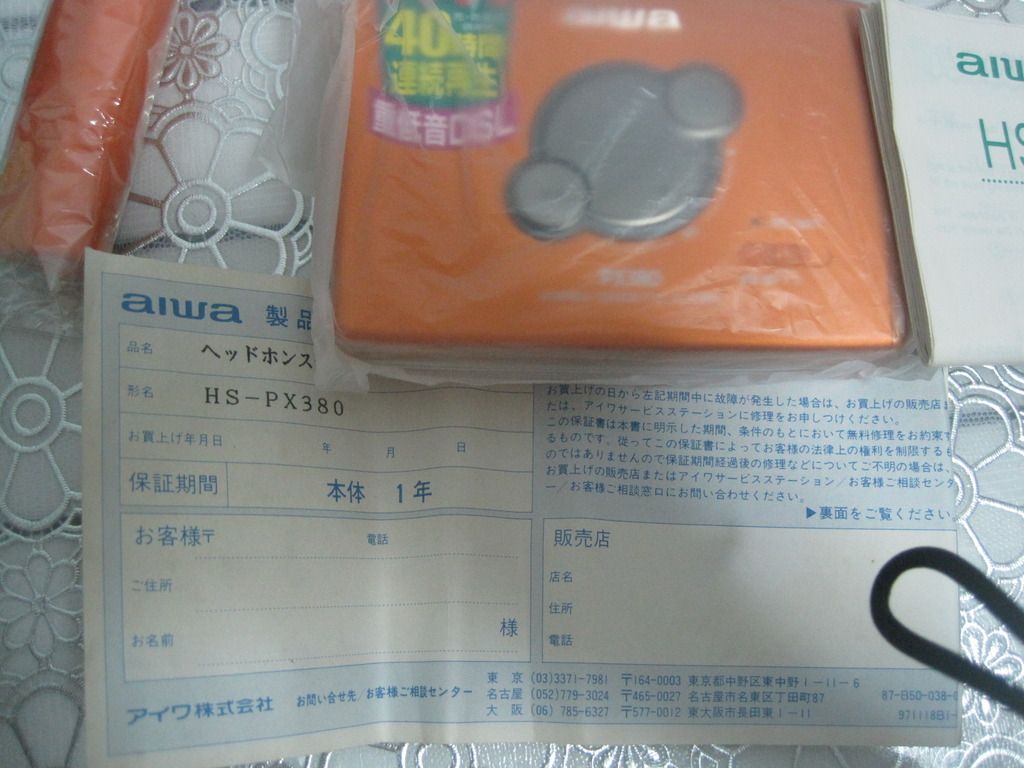 aiwa
40時間
連続再生
重低音DSL
aiw
HS
aiwa 製品
品名 ヘッドホンス
形名 HS-PX380
お買上げ年月日 年 月 日
保証期間 本体 1年
お買上げの日から左記期間中に故障が発生した場合は、お買上げの販売店ま
たは、アイワサービスステーションに修理をお申しつけください。
この保証書は本書に明示した期間、条件のもとにおいて無料修理をお約束す
るものです。従ってこの保証書によってお客様の法律上の権利を制限するも
のではありませんので保証期間経過後の修理などについてご不明の場合は、
お買上げの販売店またはアイワサービスステーション/お客様ご相談センタ
ー/お客様ご相談窓口にお問い合わせください。
▶裏面をご覧ください
お客様〒 電話
ご住所
お名前 様
販売店
店名
住所
電話
アイワ株式会社 お問い合せ先/お客様ご相談センター
東 京 (03)3371-7981 〒164-0003 東京都中野区東中野1-11-6
名古屋 (052)779-3024 〒465-0027 名古屋市名東区丁田町87
大 阪 (06) 785-6327 〒577-0012 東大阪市長田東1-11
87-B50-038-
971118B1-